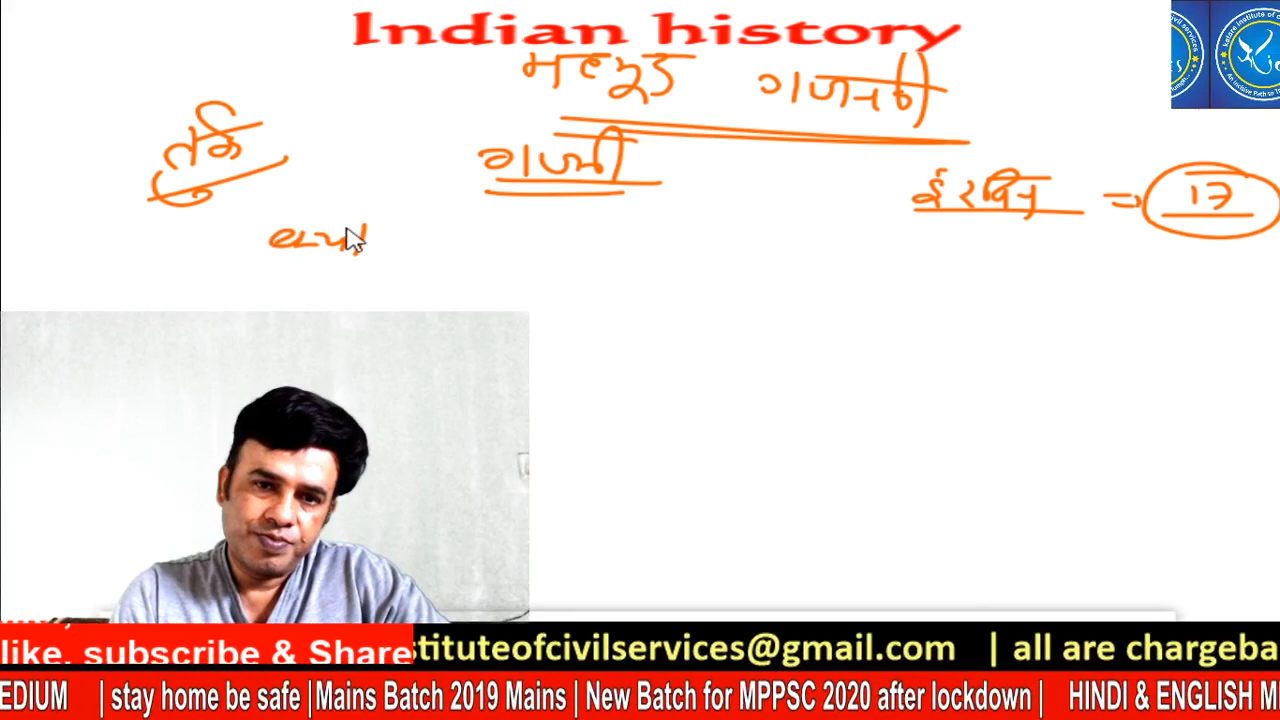 Indian history
महमूद गजनवी
तुर्क
गजनी
इरविन = 17
like, subscribe & Share
stituteofcivilservices@gmail.com | all are chargeba
EDIUM | stay home be safe |Mains Batch 2019 Mains | New Batch for MPPSC 2020 after lockdown | HINDI & ENGLISH M